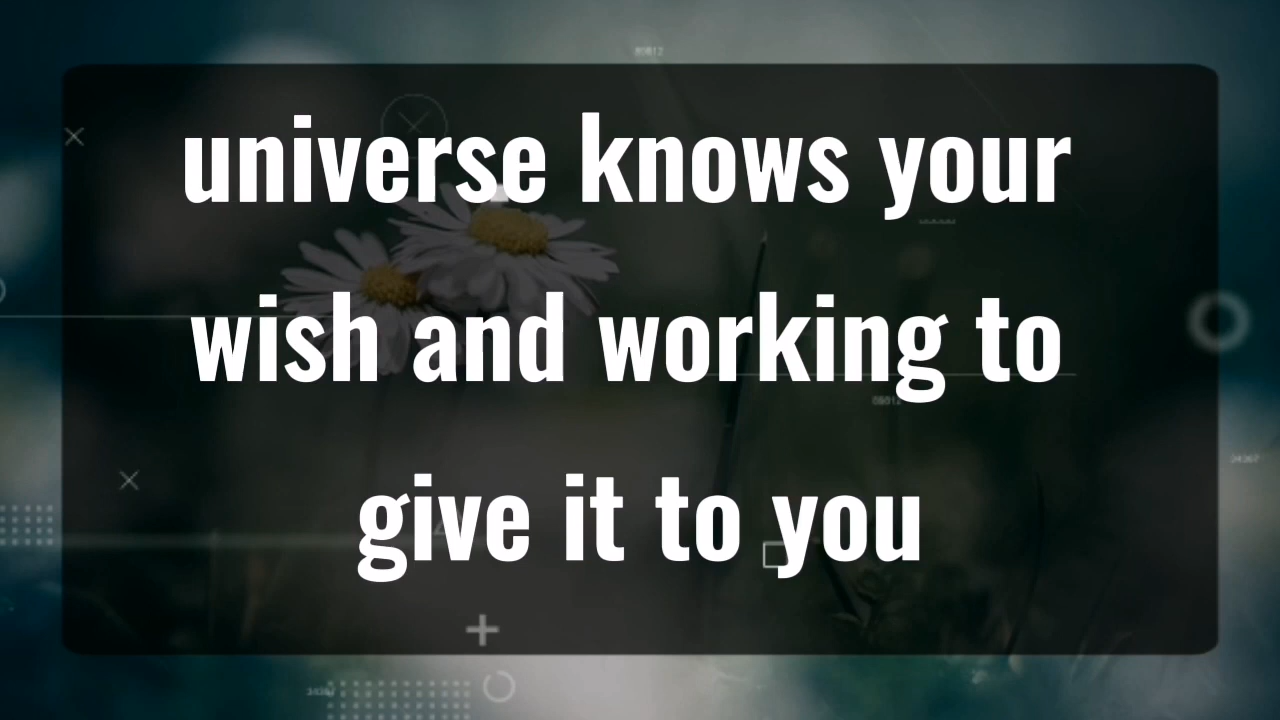 universe knows your
wish and working to
give it to you